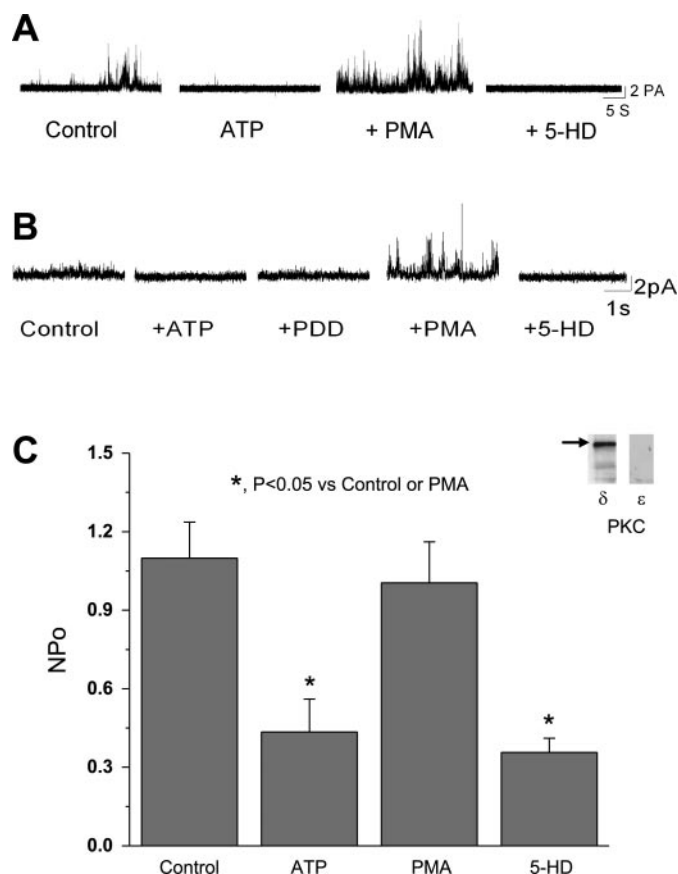 A
2 PA
5 S
Control ATP + PMA + 5-HD
B
2pA
1s
Control +ATP +PDD +PMA +5-HD
C
*, P<0.05 vs Control or PMA
δ ε
PKC
NPo
1.5
1.2
0.9
0.6
0.3
0.0
*
*
Control ATP PMA 5-HD